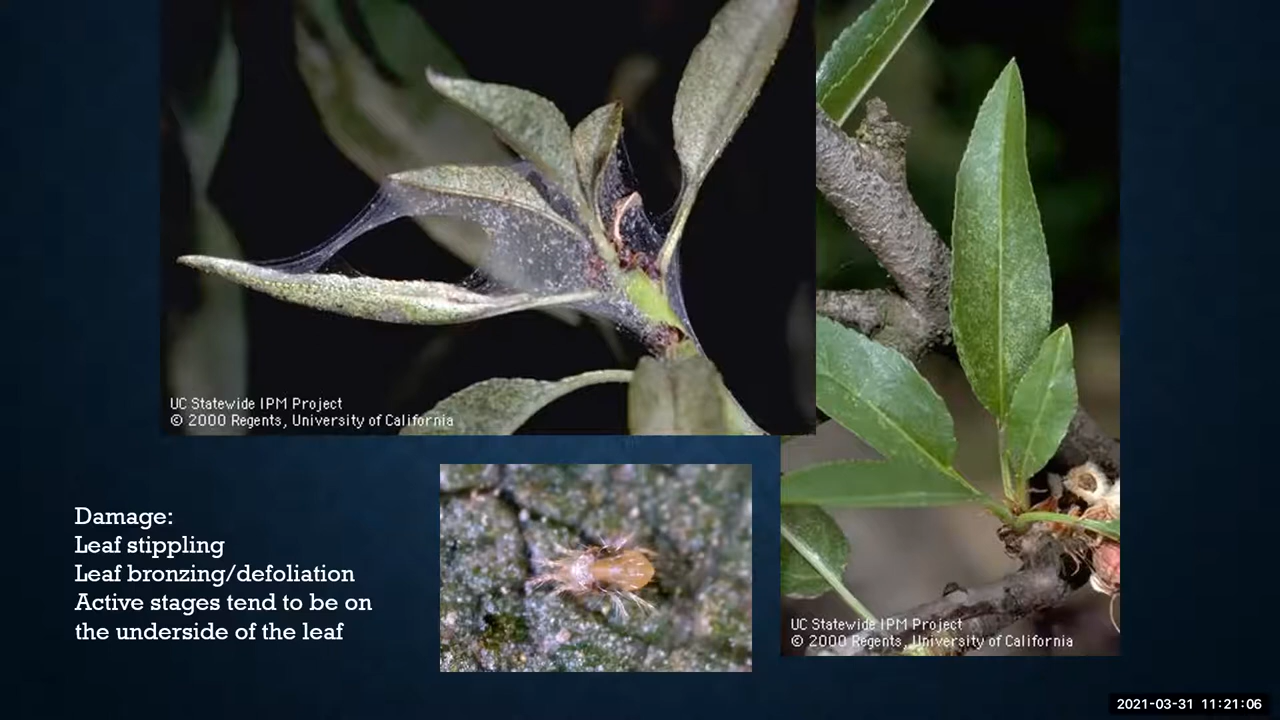 UC Statewide IPM Project
© 2000 Regents, University of California
Damage:
Leaf stippling
Leaf bronzing/defoliation
Active stages tend to be on
the underside of the leaf
UC Statewide IPM Project
© 2000 Regents, University of California
2021-03-31 11:21:06